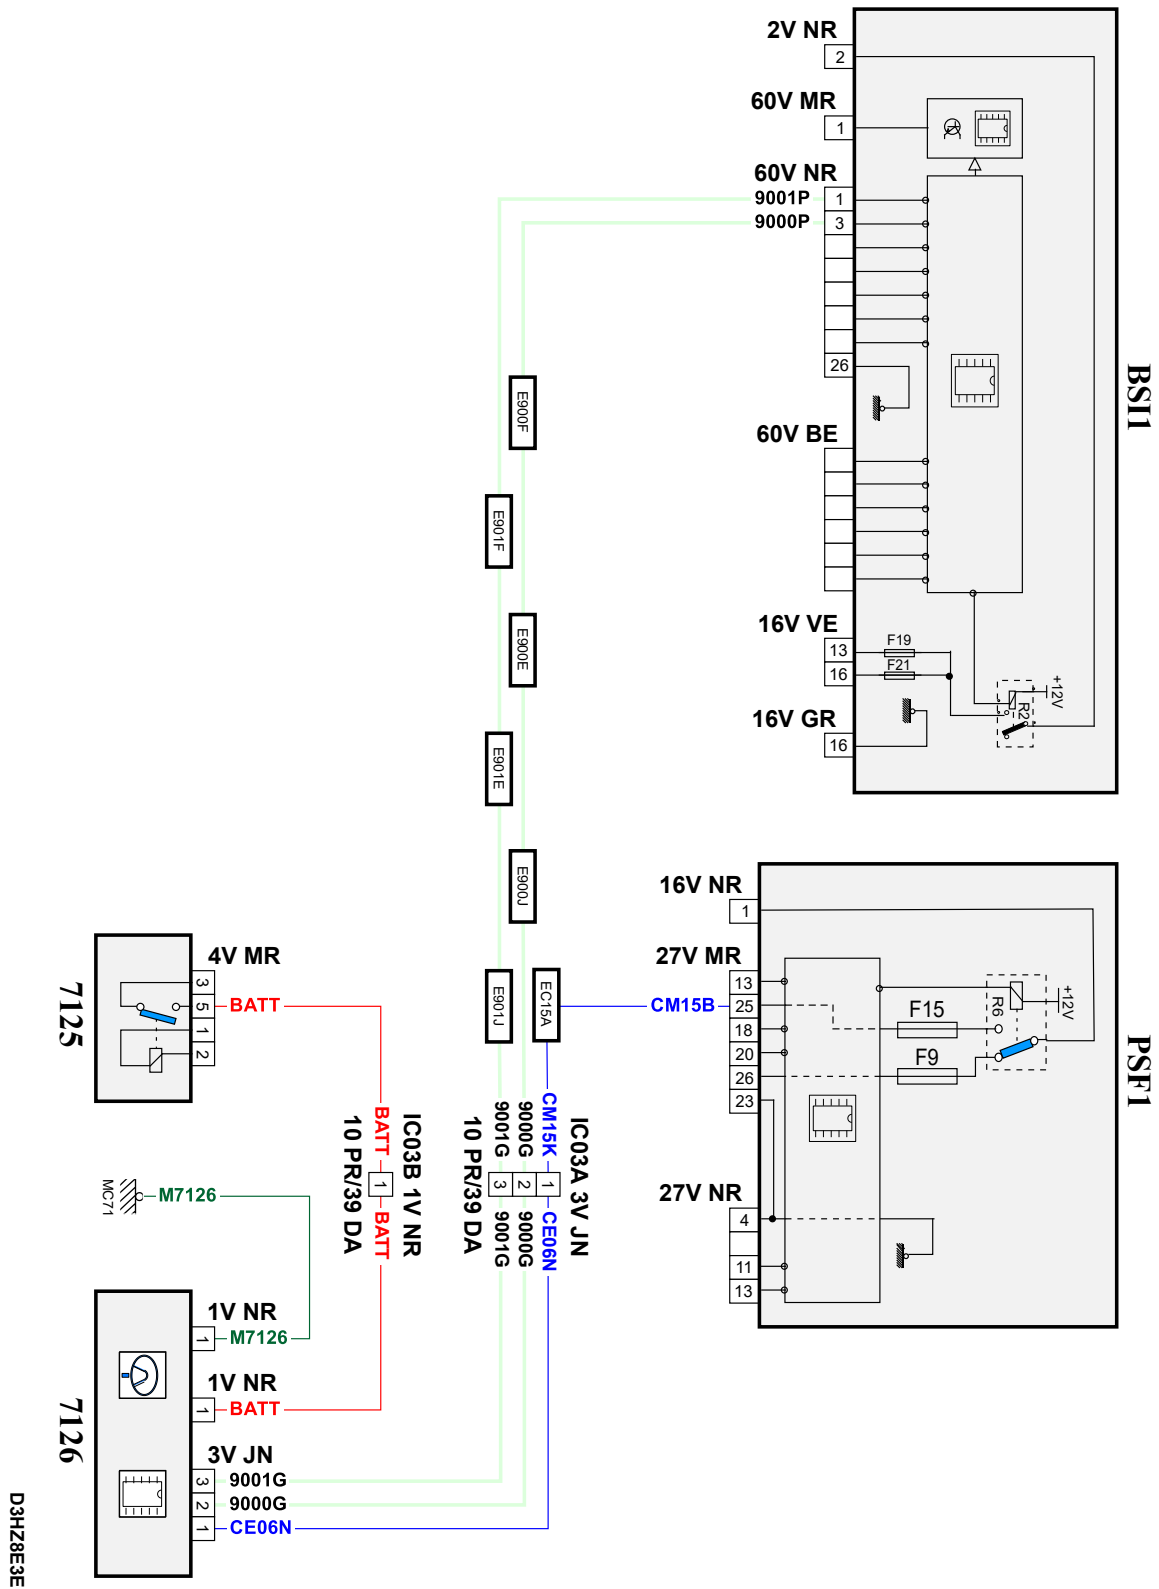 BSI1
2V NR
2
60V MR
1
60V NR
9001P
1
9000P
3
26
60V BE
16V VE
13
F19
16
F21
+12V
R2
16V GR
16
PSF1
16V NR
1
27V MR
13
CM15B
25
F15
18
20
26
F9
23
+12V
R6
27V NR
4
11
13
E900F
E901F
E900E
E901E
E900J
E901J
EC15A
7125
4V MR
3
BATT
5
1
2
BATT
1
BATT
IC03B 1V NR
10 PR/39 DA
CM15K
9000G
9001G
1
2
3
CE06N
9000G
9001G
IC03A 3V JN
10 PR/39 DA
MC71
M7126
7126
1V NR
1
M7126
1V NR
1
BATT
3V JN
3
9001G
2
9000G
1
CE06N
D3HZ8E3E